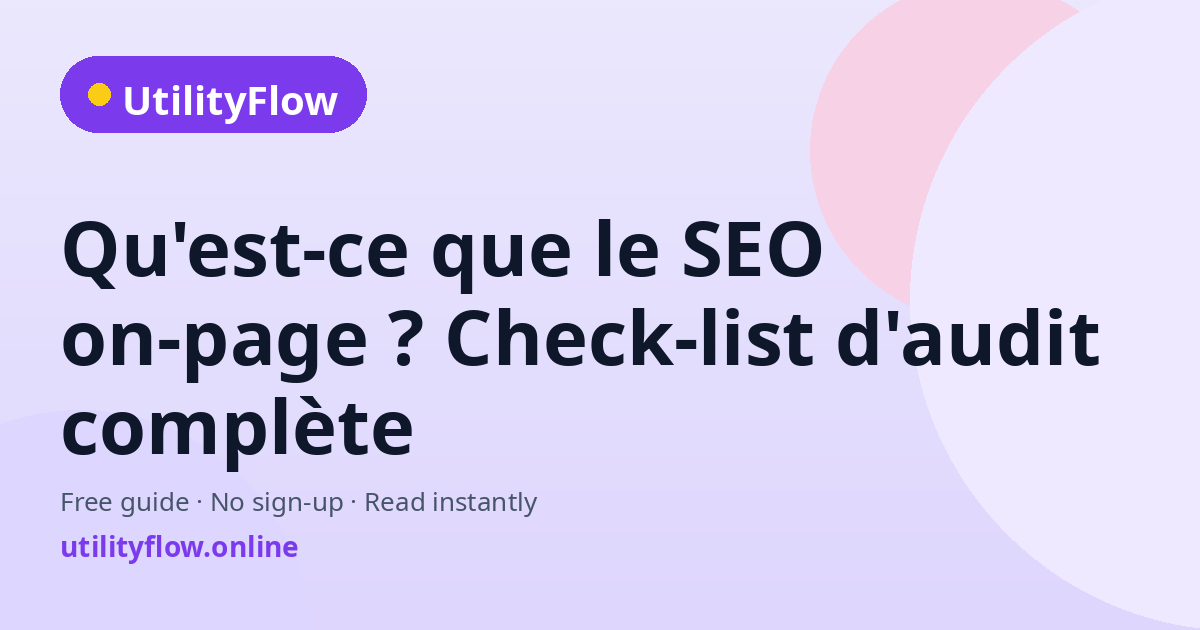 UtilityFlow
Qu'est-ce que le SEO
on-page ? Check-list d'audit
complète
Free guide · No sign-up · Read instantly
utilityflow.online